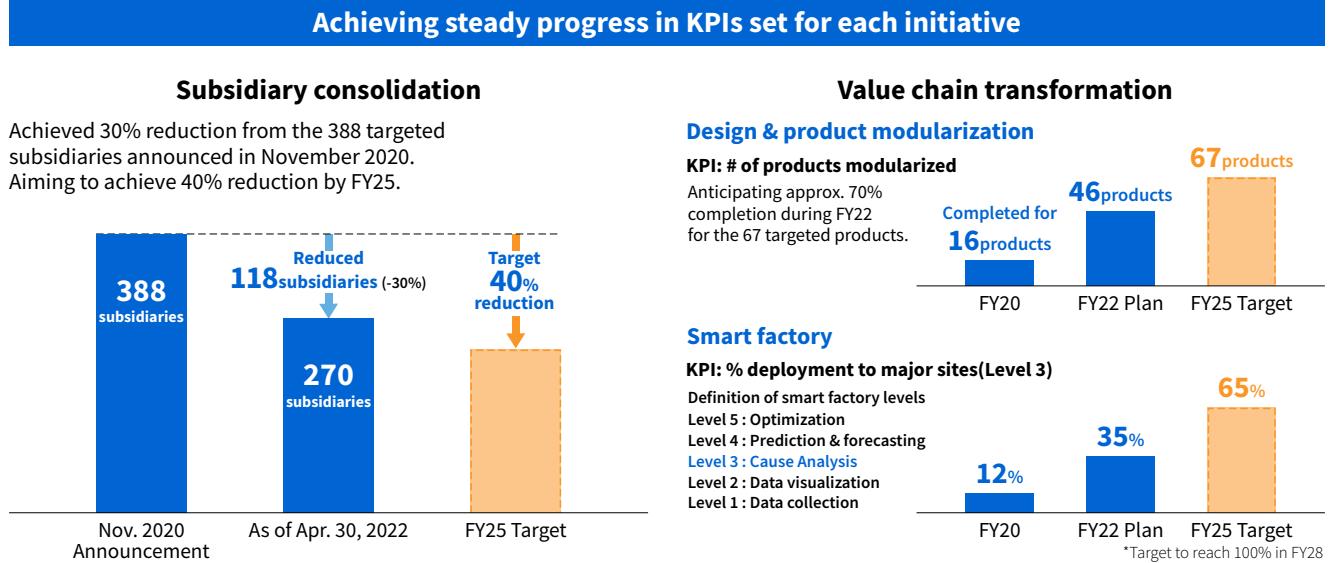 Achieving steady progress in KPIs set for each initiative
Subsidiary consolidation
Achieved 30% reduction from the 388 targeted
subsidiaries announced in November 2020.
Aiming to achieve 40% reduction by FY25.
388
subsidiaries
Reduced
118subsidiaries (-30%)
270
subsidiaries
Target
40%
reduction
Nov. 2020
Announcement
As of Apr. 30, 2022
FY25 Target
Value chain transformation
Design & product modularization
KPI: # of products modularized
Anticipating approx. 70%
completion during FY22
for the 67 targeted products.
Completed for
16products
46products
67products
FY20
FY22 Plan
FY25 Target
Smart factory
KPI: % deployment to major sites(Level 3)
Definition of smart factory levels
Level 5 : Optimization
Level 4 : Prediction & forecasting
Level 3 : Cause Analysis
Level 2 : Data visualization
Level 1 : Data collection
12%
35%
65%
FY20
FY22 Plan
FY25 Target
*Target to reach 100% in FY28